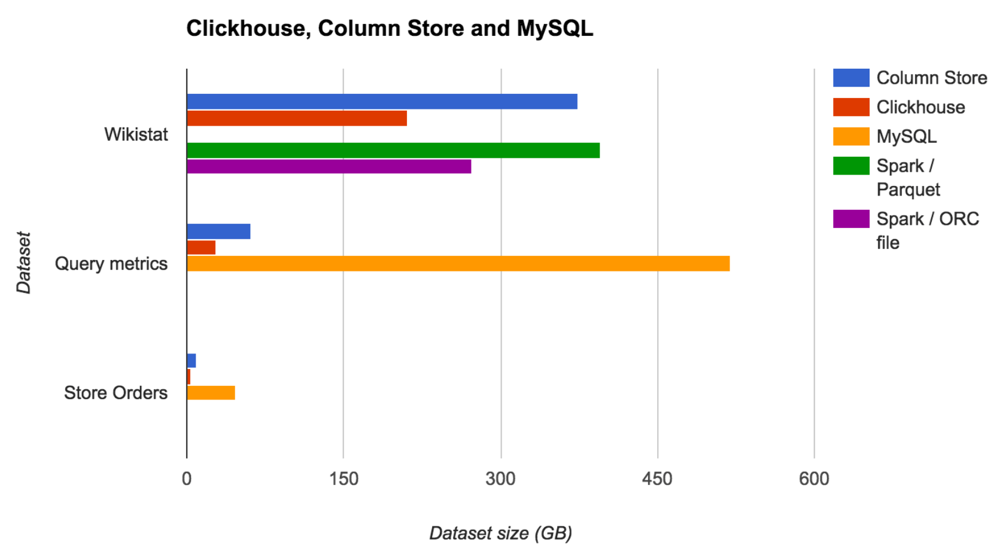 Clickhouse, Column Store and MySQL
Column Store
Clickhouse
MySQL
Spark /
Parquet
Spark / ORC
file
Dataset
Wikistat
Query metrics
Store Orders
0
150
300
450
600
Dataset size (GB)